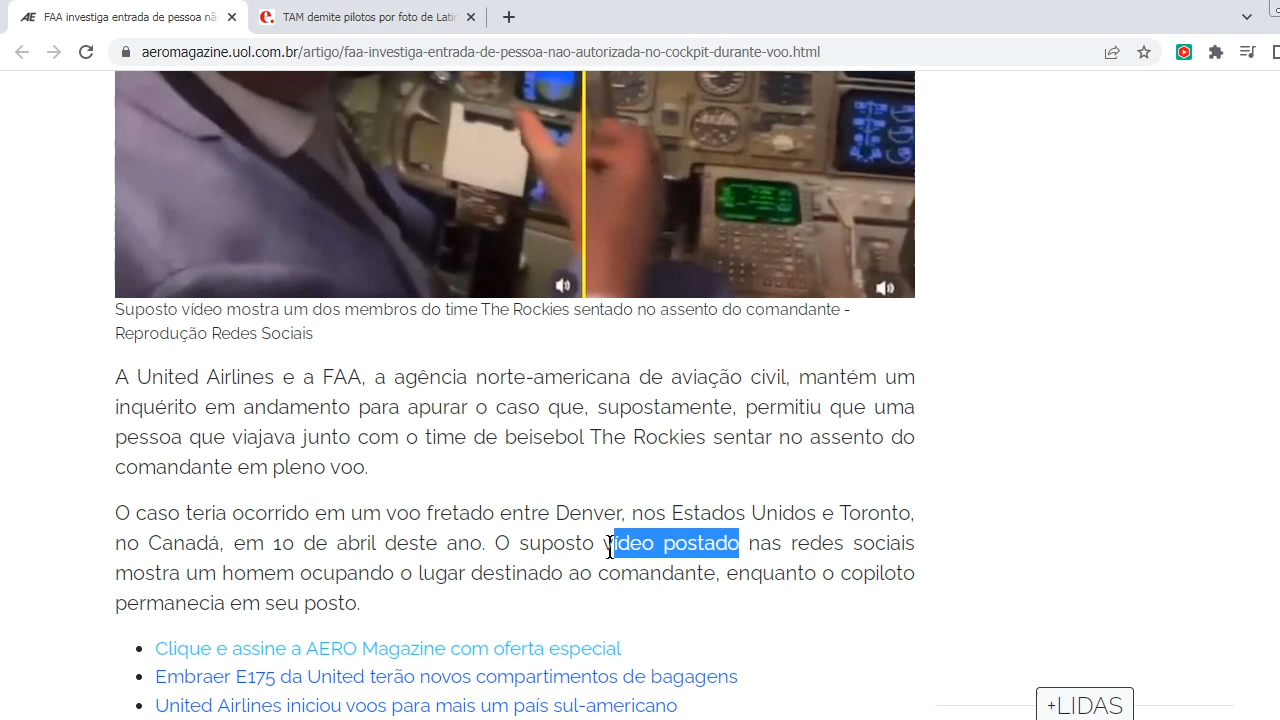 FAA investiga entrada de pessoa nã
TAM demite pilotos por foto de Latin
aeromagazine.uol.com.br/artigo/faa-investiga-entrada-de-pessoa-nao-autorizada-no-cockpit-durante-voo.html
Suposto vídeo mostra um dos membros do time The Rockies sentado no assento do comandante -
Reprodução Redes Sociais
A United Airlines e a FAA, a agência norte-americana de aviação civil, mantém um
inquérito em andamento para apurar o caso que, supostamente, permitiu que uma
pessoa que viajava junto com o time de beisebol The Rockies sentar no assento do
comandante em pleno voo.
O caso teria ocorrido em um voo fretado entre Denver, nos Estados Unidos e Toronto,
no Canadá, em 10 de abril deste ano. O suposto vídeo postado nas redes sociais
mostra um homem ocupando o lugar destinado ao comandante, enquanto o copiloto
permanecia em seu posto.
Clique e assine a AERO Magazine com oferta especial
Embraer E175 da United terão novos compartimentos de bagagens
United Airlines iniciou voos para mais um país sul-americano
+LIDAS